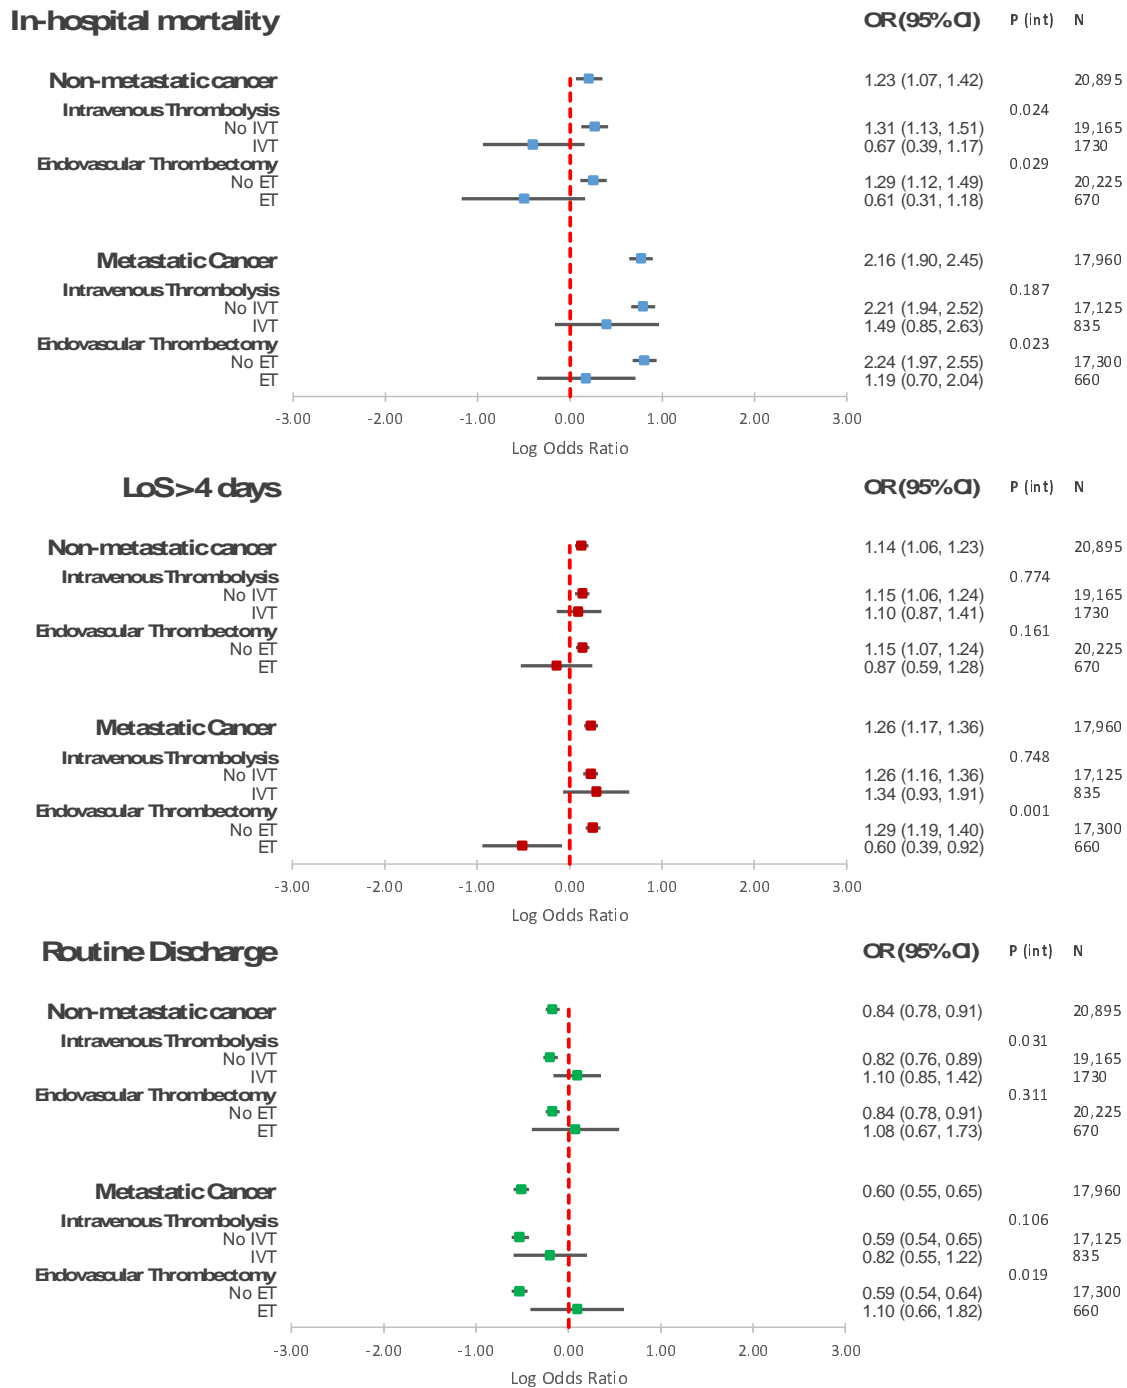 In-hospital mortality OR (95% CI) P (int) N
Non-metastatic cancer 1.23 (1.07, 1.42) 20,895
Intravenous Thrombolysis 0.024
No IVT 1.31 (1.13, 1.51) 19,165
IVT 0.67 (0.39, 1.17) 1730
Endovascular Thrombectomy 0.029
No ET 1.29 (1.12, 1.49) 20,225
ET 0.61 (0.31, 1.18) 670
Metastatic Cancer 2.16 (1.90, 2.45) 17,960
Intravenous Thrombolysis 0.187
No IVT 2.21 (1.94, 2.52) 17,125
IVT 1.49 (0.85, 2.63) 835
Endovascular Thrombectomy 0.023
No ET 2.24 (1.97, 2.55) 17,300
ET 1.19 (0.70, 2.04) 660
-3.00 -2.00 -1.00 0.00 1.00 2.00 3.00
Log Odds Ratio
LoS>4 days OR (95% CI) P (int) N
Non-metastatic cancer 1.14 (1.06, 1.23) 20,895
Intravenous Thrombolysis 0.774
No IVT 1.15 (1.06, 1.24) 19,165
IVT 1.10 (0.87, 1.41) 1730
Endovascular Thrombectomy 0.161
No ET 1.15 (1.07, 1.24) 20,225
ET 0.87 (0.59, 1.28) 670
Metastatic Cancer 1.26 (1.17, 1.36) 17,960
Intravenous Thrombolysis 0.748
No IVT 1.26 (1.16, 1.36) 17,125
IVT 1.34 (0.93, 1.91) 835
Endovascular Thrombectomy 0.001
No ET 1.29 (1.19, 1.40) 17,300
ET 0.60 (0.39, 0.92) 660
-3.00 -2.00 -1.00 0.00 1.00 2.00 3.00
Log Odds Ratio
Routine Discharge OR (95% CI) P (int) N
Non-metastatic cancer 0.84 (0.78, 0.91) 20,895
Intravenous Thrombolysis 0.031
No IVT 0.82 (0.76, 0.89) 19,165
IVT 1.10 (0.85, 1.42) 1730
Endovascular Thrombectomy 0.311
No ET 0.84 (0.78, 0.91) 20,225
ET 1.08 (0.67, 1.73) 670
Metastatic Cancer 0.60 (0.55, 0.65) 17,960
Intravenous Thrombolysis 0.106
No IVT 0.59 (0.54, 0.65) 17,125
IVT 0.82 (0.55, 1.22) 835
Endovascular Thrombectomy 0.019
No ET 0.59 (0.54, 0.64) 17,300
ET 1.10 (0.66, 1.82) 660
-3.00 -2.00 -1.00 0.00 1.00 2.00 3.00
Log Odds Ratio